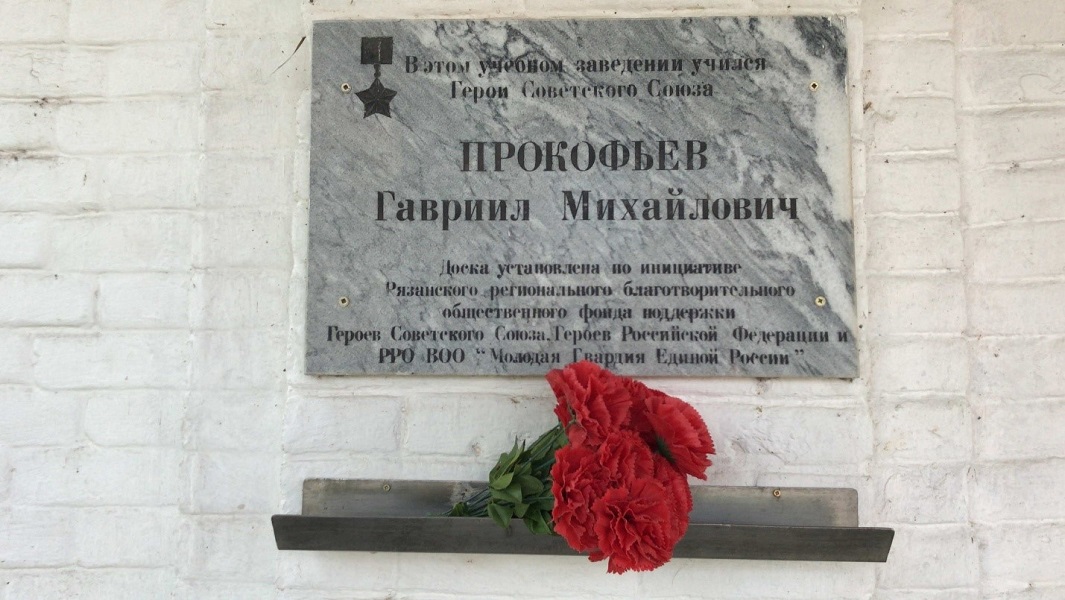 В этом учебном заведении учился
Герой Советского Союза
ПРОКОФЬЕВ
Гавриил Михайлович
Доска установлена по инициативе
Рязанского регионального благотворительного
общественного фонда поддержки
Героев Советского Союза, Героев Российской Федерации и
РРО ВОО "Молодая Гвардия Единой России"